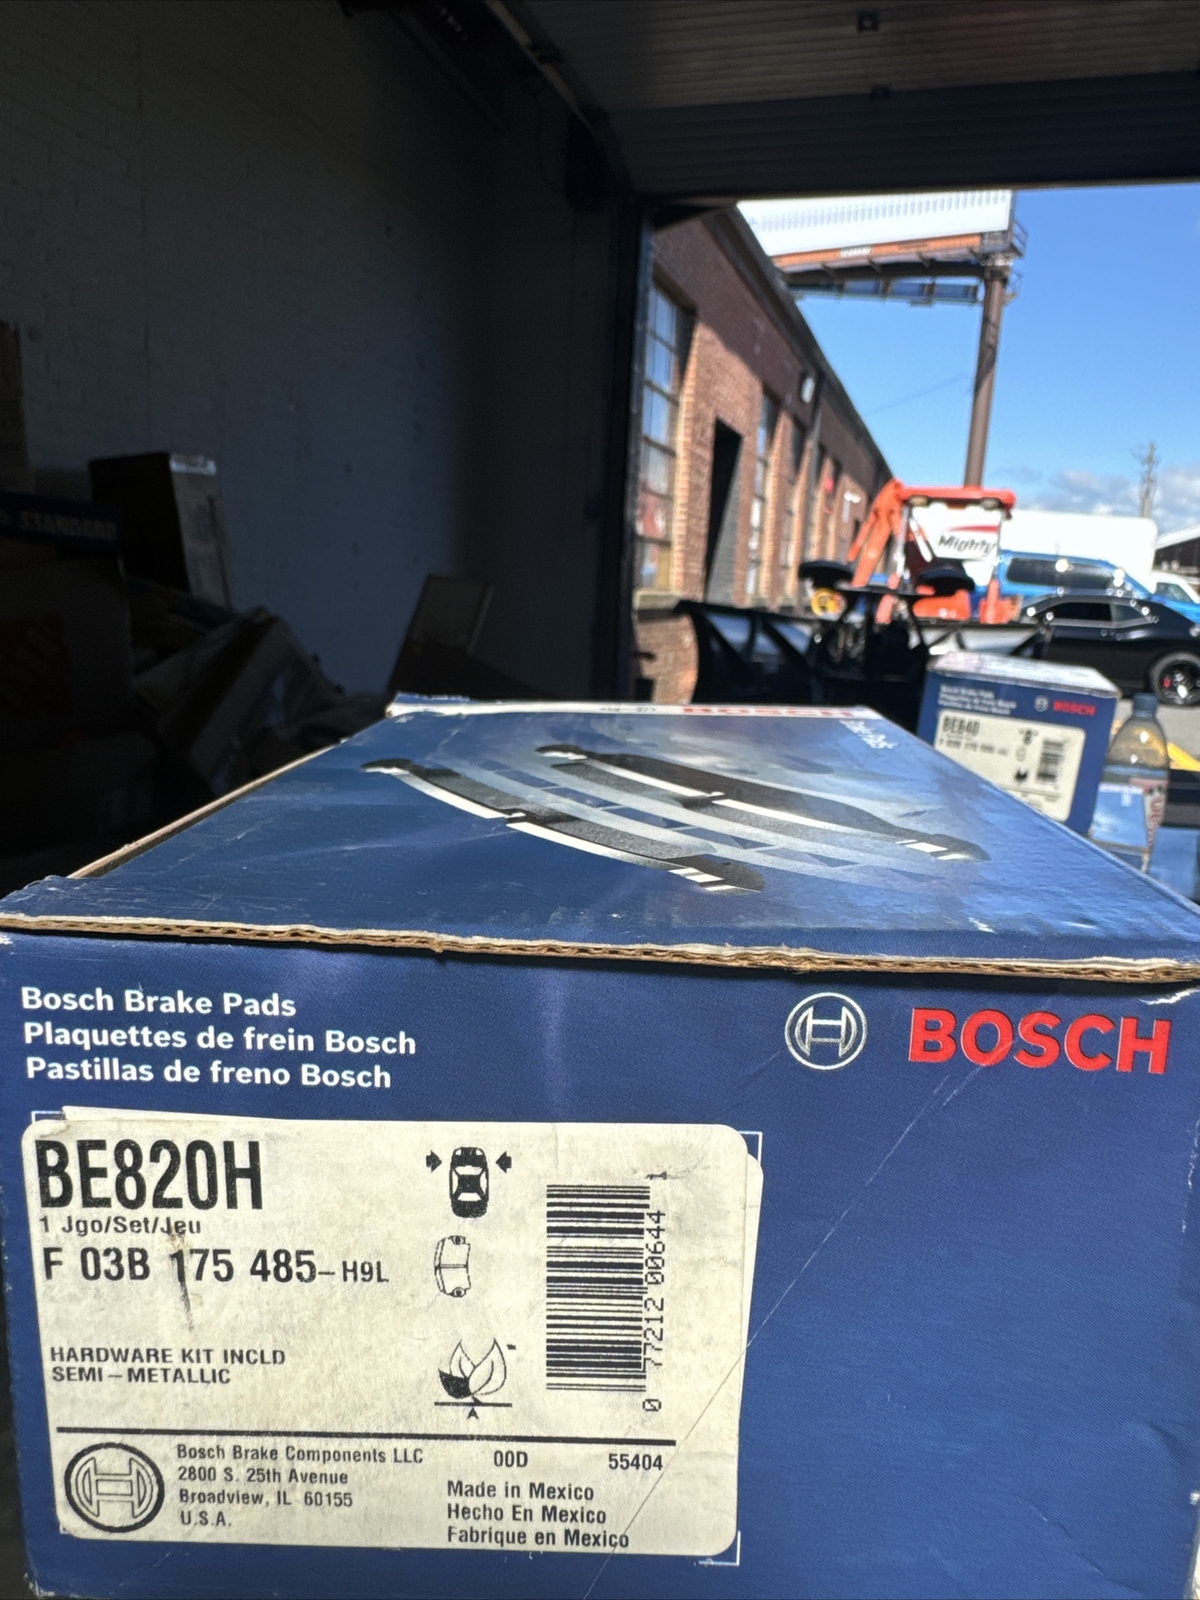 STANDARD
Mighty
BOSCH
BE840
BOSCH
Bosch Brake Pads
Plaquettes de frein Bosch
Pastillas de freno Bosch
BOSCH
BE820H
1 Jgo/Set/Jeu
F 03B 175 485-H9L
HARDWARE KIT INCLD
SEMI-METALLIC
0 77212 00644 1
Bosch Brake Components LLC
2800 S. 25th Avenue
Broadview, IL 60155
U.S.A.
00D 55404
Made in Mexico
Hecho En Mexico
Fabrique en Mexico